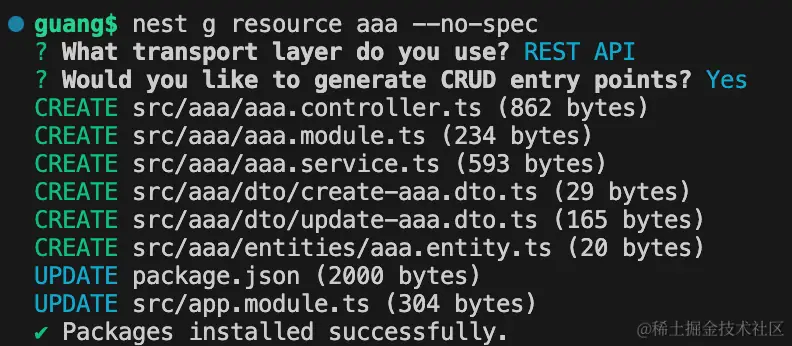 guang$ nest g resource aaa --no-spec
? What transport layer do you use? REST API
? Would you like to generate CRUD entry points? Yes
CREATE src/aaa/aaa.controller.ts (862 bytes)
CREATE src/aaa/aaa.module.ts (234 bytes)
CREATE src/aaa/aaa.service.ts (593 bytes)
CREATE src/aaa/dto/create-aaa.dto.ts (29 bytes)
CREATE src/aaa/dto/update-aaa.dto.ts (165 bytes)
CREATE src/aaa/entities/aaa.entity.ts (20 bytes)
UPDATE package.json (2000 bytes)
UPDATE src/app.module.ts (304 bytes)
✔ Packages installed successfully.
@稀土掘金技术社区